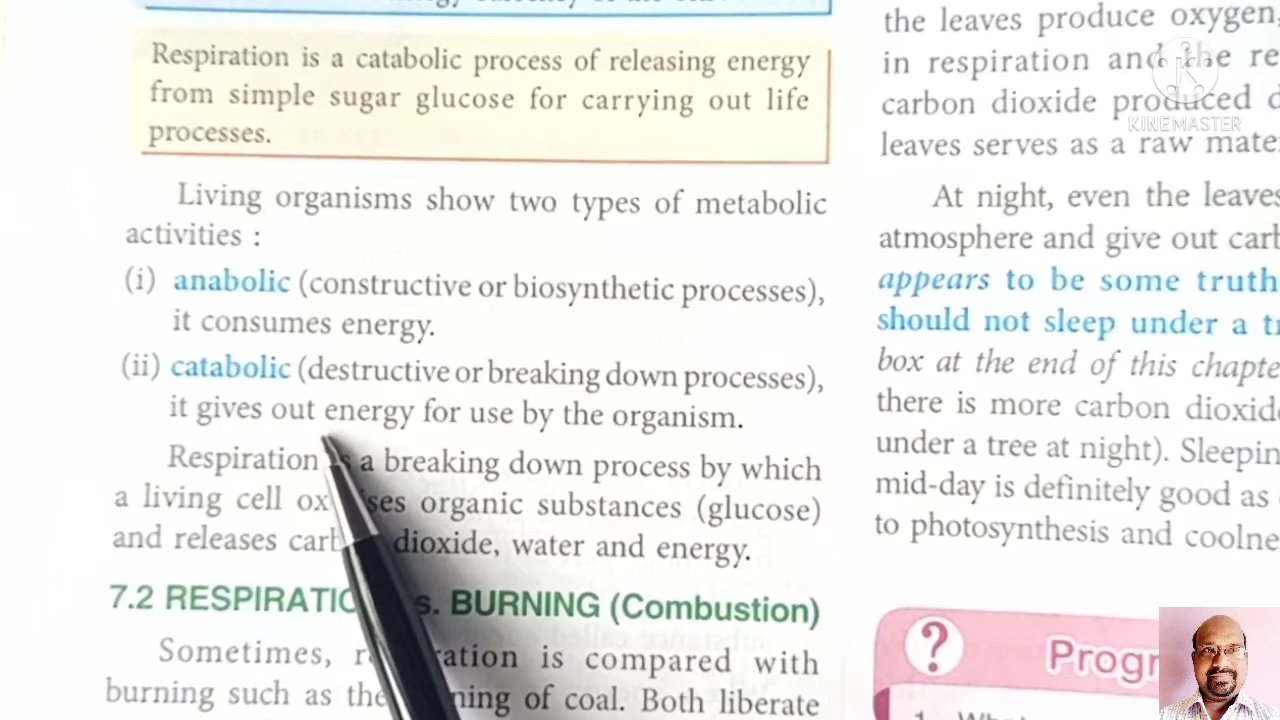 Respiration is a catabolic process of releasing energy
from simple sugar glucose for carrying out life
processes.
Living organisms show two types of metabolic
activities :
(i) anabolic (constructive or biosynthetic processes),
it consumes energy.
(ii) catabolic (destructive or breaking down processes),
it gives out energy for use by the organism.
Respiration is a breaking down process by which
a living cell ox ses organic substances (glucose)
and releases carb dioxide, water and energy.
7.2 RESPIRATIO s. BURNING (Combustion)
Sometimes, r ation is compared with
burning such as the ning of coal. Both liberate
the leaves produce oxygen,
in respiration and the re
carbon dioxide produced d
leaves serves as a raw mate
At night, even the leaves
atmosphere and give out carb
appears to be some truth
should not sleep under a t
box at the end of this chapte
there is more carbon dioxid
under a tree at night). Sleepin
mid-day is definitely good as
to photosynthesis and coolne
? Progr
KINEMASTER